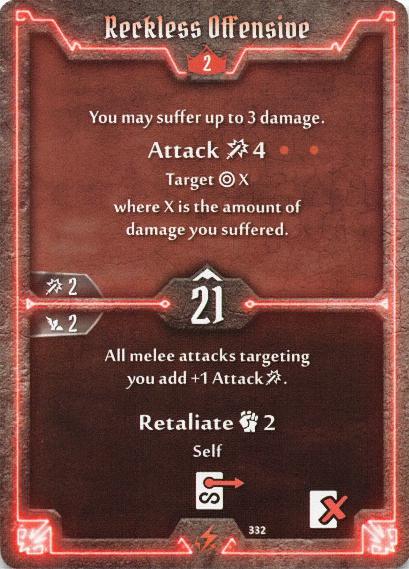 Reckless Offensive
2
You may suffer up to 3 damage.
Attack 4
Target X
where X is the amount of
damage you suffered.
2
21
2
All melee attacks targeting
you add +1 Attack.
Retaliate 2
Self
332